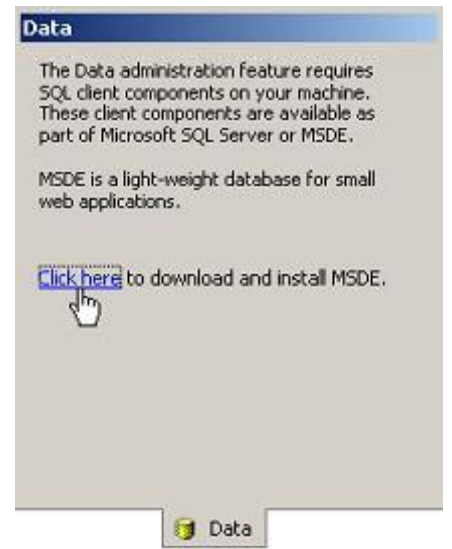 Data
The Data administration feature requires
SQL client components on your machine.
These client components are available as
part of Microsoft SQL Server or MSDE.
MSDE is a light-weight database for small
web applications.
Click here to download and install MSDE.
Data